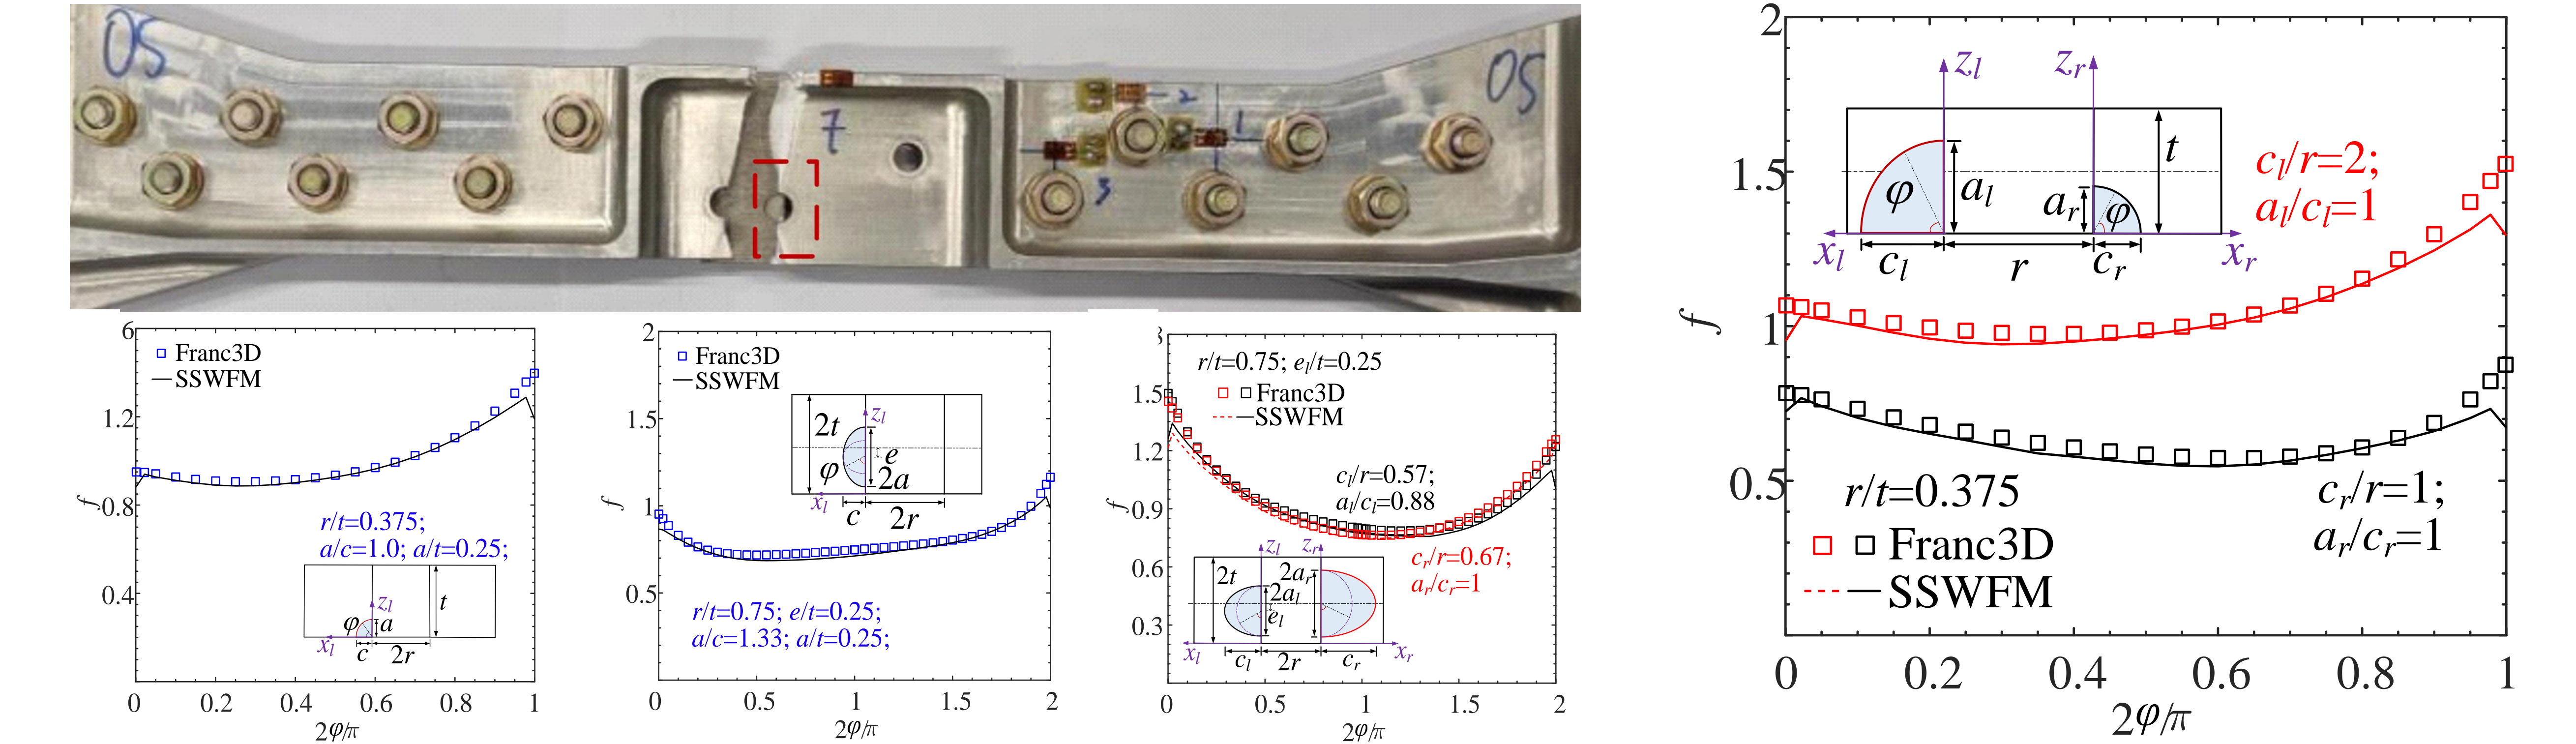 05
05
7
2
1
3
6
1.2
0.8
0.4
f
Franc3D
SSWFM
r/t=0.375;
a/c=1.0; a/t=0.25;
z_l
t
φ
a
x_l
c
2r
0
0.2
0.4
0.6
0.8
1
2φ/π
2
1.5
1
0.5
f
Franc3D
SSWFM
2t
z_l
e
φ
2a
x_l
c
2r
r/t=0.75; e/t=0.25;
a/c=1.33; a/t=0.25;
0
0.5
1
1.5
2
2φ/π
1.5
1.2
0.9
0.6
0.3
f
r/t=0.75; e_l/t=0.25
Franc3D
SSWFM
c_l/r=0.57;
a_l/c_l=0.88
c_r/r=0.67;
a_r/c_r=1
z_l
z_r
2t
2a_r
2a_l
e_l
x_l
x_r
c_l
2r
c_r
0
0.5
1
1.5
2
2φ/π
2
1.5
1
0.5
f
z_l
z_r
t
φ
a_l
a_r
φ
x_l
x_r
c_l
r
c_r
c_l/r=2;
a_l/c_l=1
r/t=0.375
Franc3D
SSWFM
c_r/r=1;
a_r/c_r=1
0
0.2
0.4
0.6
0.8
1
2φ/π